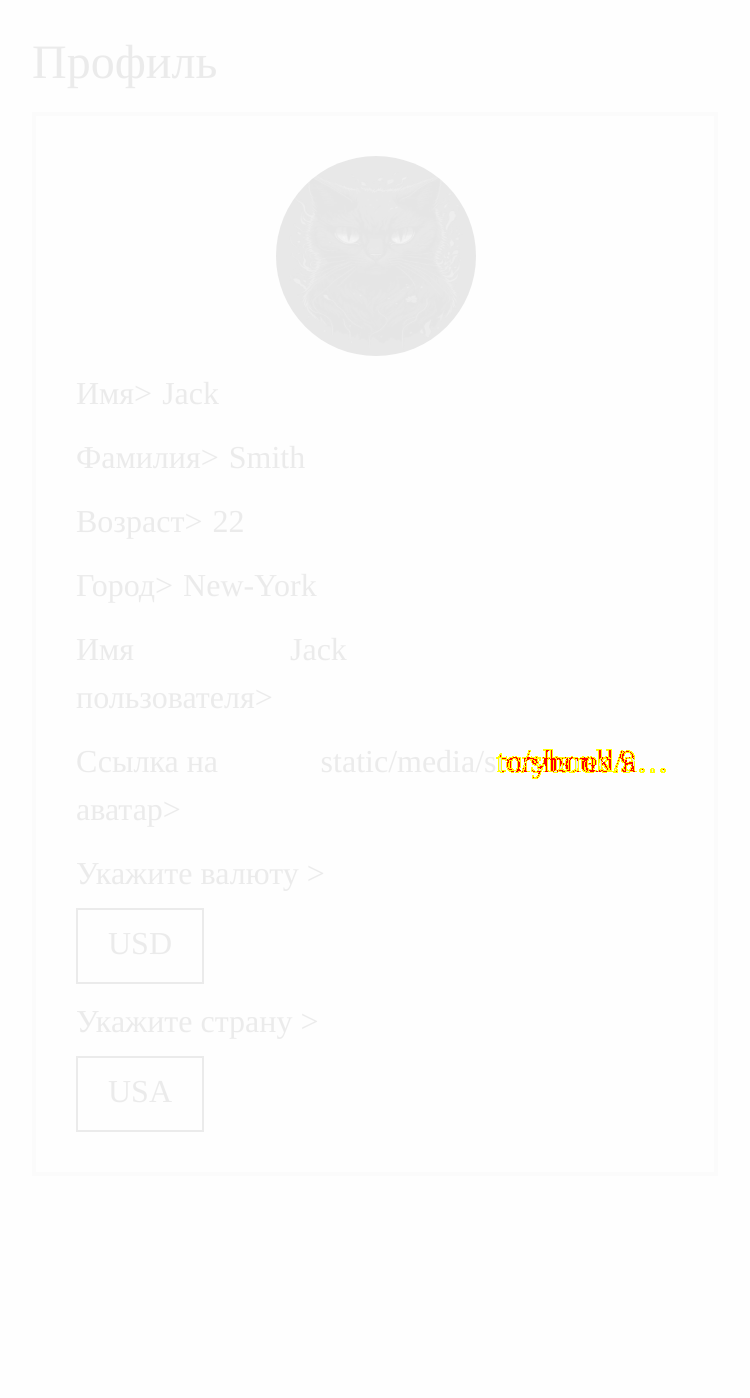 Профиль
Имя> Jack
Фамилия> Smith
Возраст> 22
Город> New-York
Имя Jack
пользователя>
Ссылка на static/media/
аватар>
Укажите валюту >
USD
Укажите страну >
USA